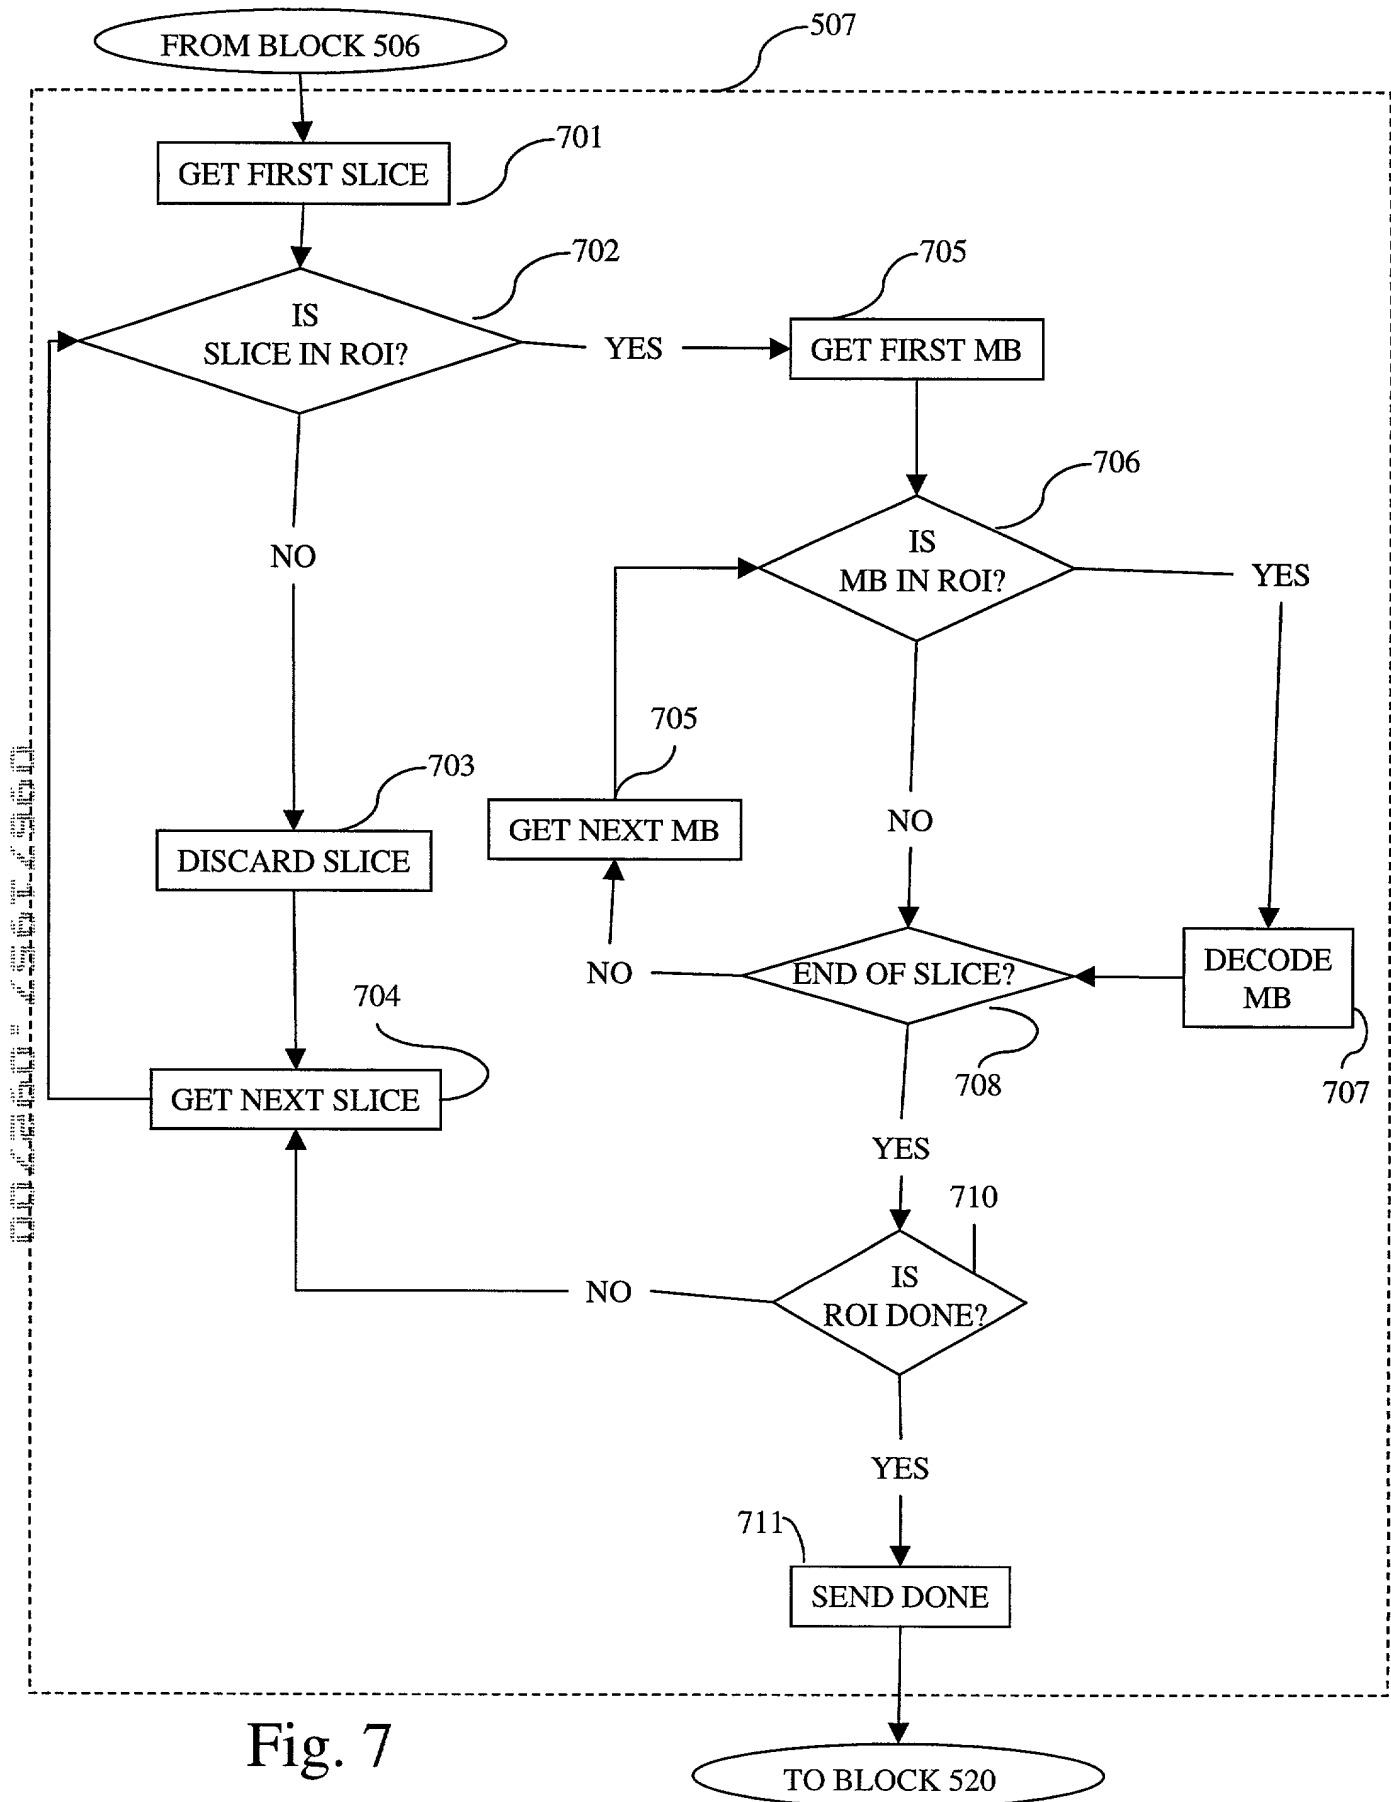 507
FROM BLOCK 506
701
GET FIRST SLICE
702
705
IS
SLICE IN ROI?
YES
GET FIRST MB
706
IS
MB IN ROI?
YES
NO
705
703
GET NEXT MB
NO
DISCARD SLICE
END OF SLICE?
NO
DECODE
MB
704
708
707
GET NEXT SLICE
YES
710
IS
ROI DONE?
NO
YES
711
SEND DONE
Fig. 7
TO BLOCK 520